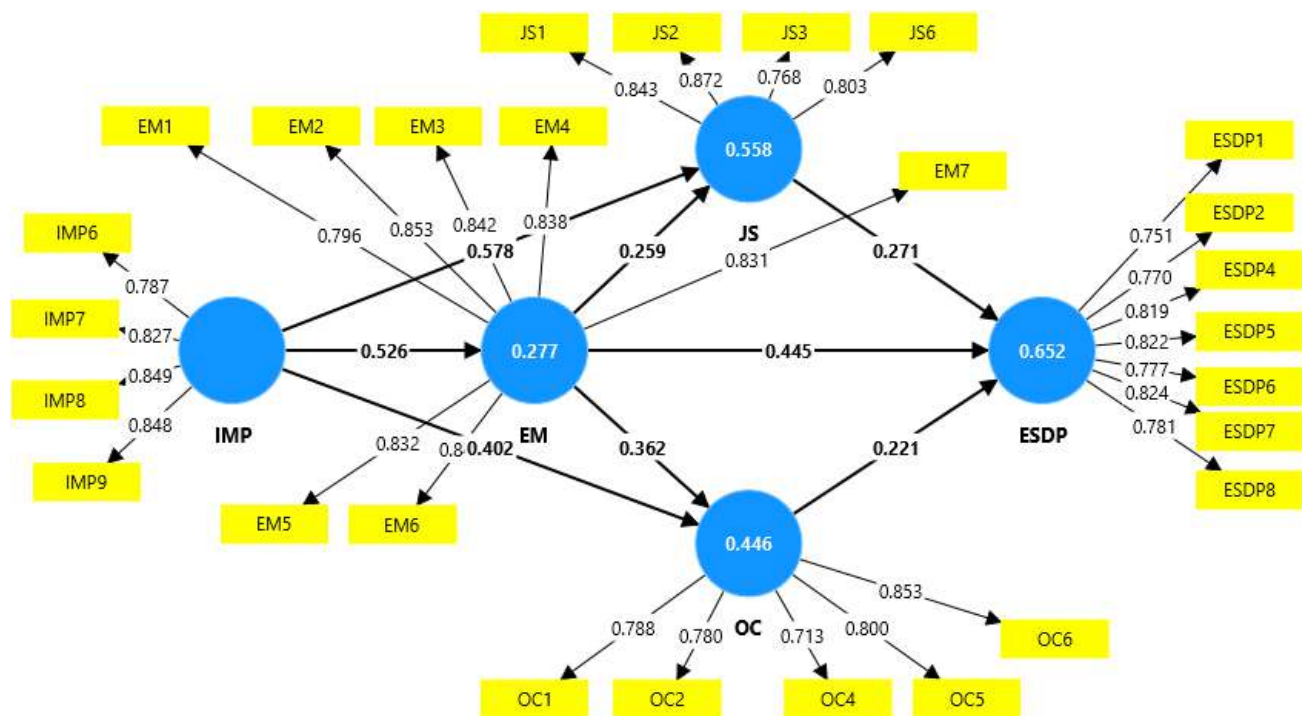 JS1 JS2 JS3 JS6
0.843 0.872 0.768 0.803
EM1 EM2 EM3 EM4
0.558
ESDP1
EM7
JS
0.796 0.853 0.842 0.838
0.831
0.751
ESDP2
IMP6
0.578 0.259 0.271
0.770
ESDP4
0.787
0.819
IMP7
0.827
0.526 0.277 0.445 0.652
0.822
ESDP5
0.849
0.777
ESDP6
IMP8
0.824
ESDP7
0.848
IMP EM ESDP
0.781
0.832
0.402 0.362 0.221
IMP9
ESDP8
EM5 EM6
0.446
0.853
OC
0.788 0.780 0.713 0.800
OC6
OC1 OC2 OC4 OC5